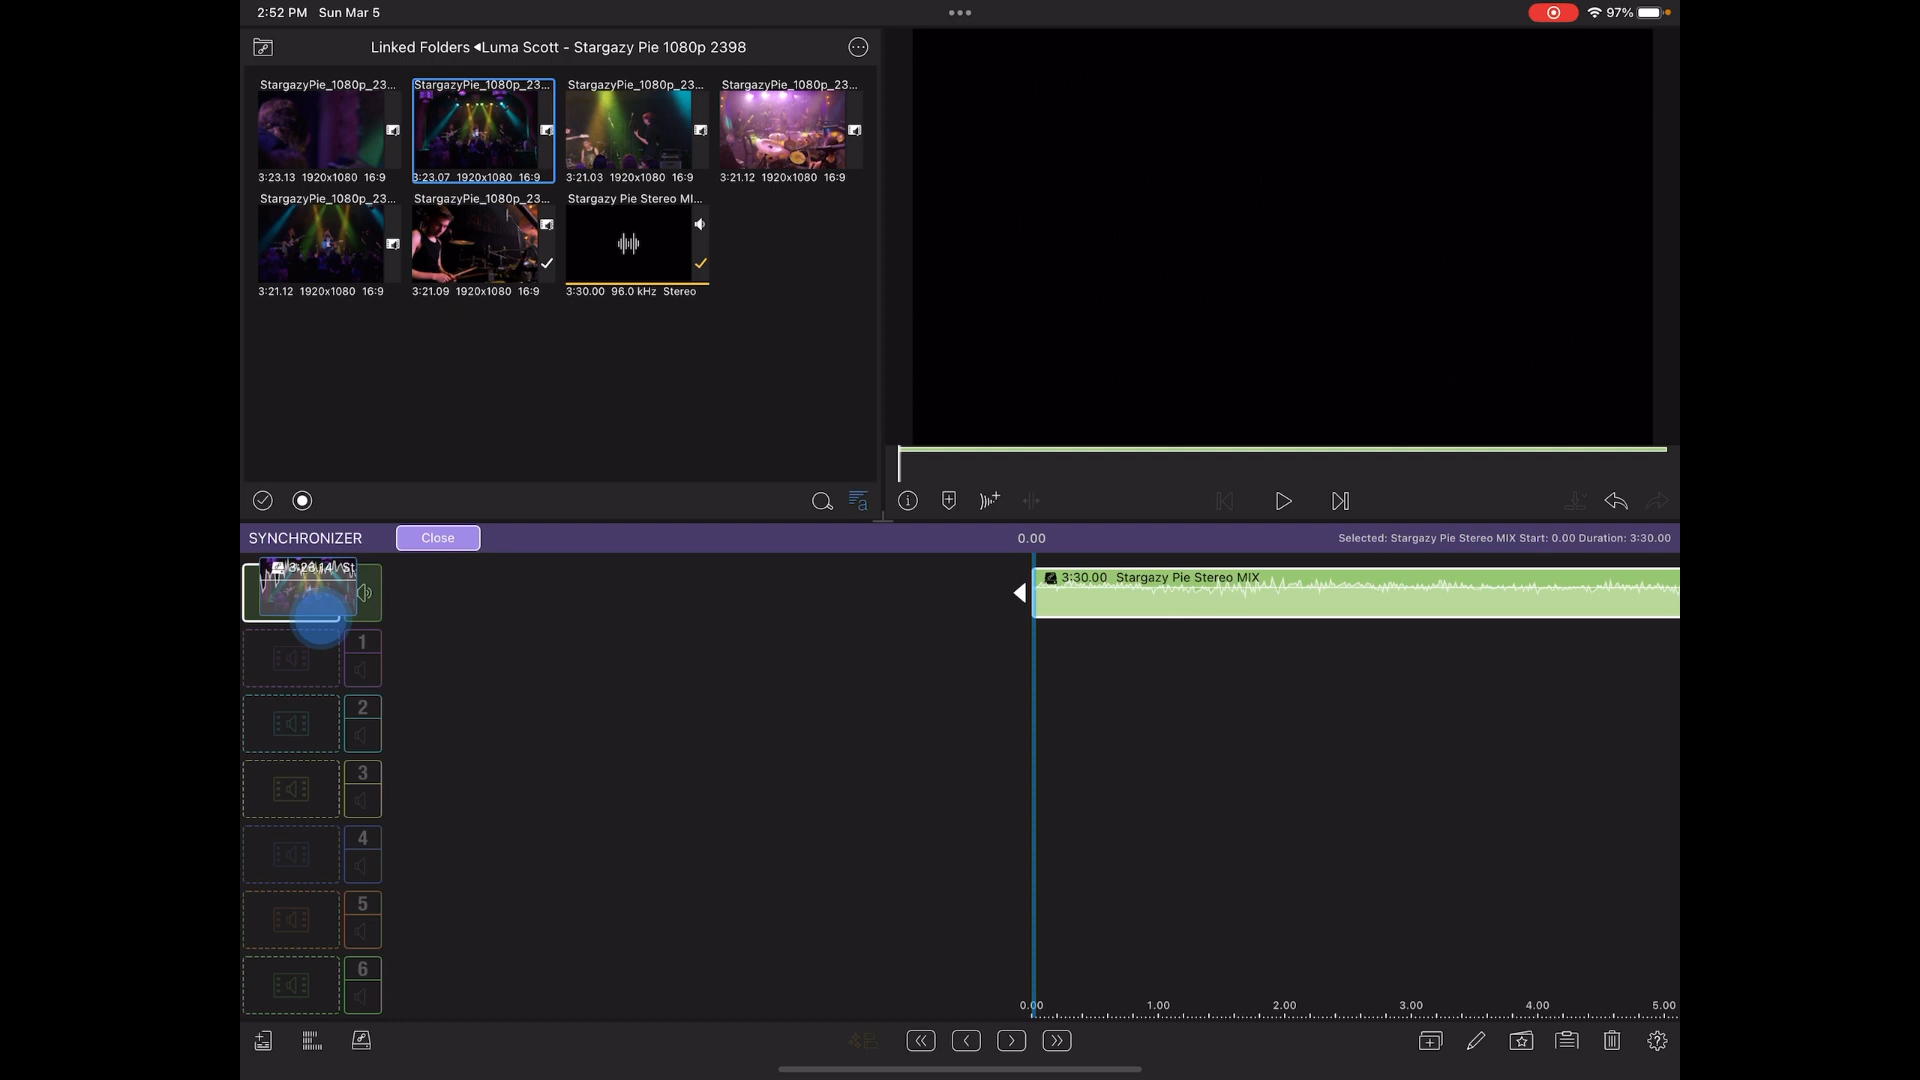 2:52 PM Sun Mar 5
97%
Linked Folders ◀Luma Scott - Stargazy Pie 1080p 2398
StargazyPie_1080p_23... StargazyPie_1080p_23... StargazyPie_1080p_23... StargazyPie_1080p_23...
3:23.13 1920x1080 16:9 3:23.07 1920x1080 16:9 3:21.03 1920x1080 16:9 3:21.12 1920x1080 16:9
StargazyPie_1080p_23... StargazyPie_1080p_23... Stargazy Pie Stereo MI...
3:21.12 1920x1080 16:9 3:21.09 1920x1080 16:9 3:30.00 96.0 kHz Stereo
SYNCHRONIZER Close 0.00 Selected: Stargazy Pie Stereo MIX Start: 0.00 Duration: 3:30.00
3:23.14 St
3:30.00 Stargazy Pie Stereo MIX
1
2
3
4
5
6
0.00 1.00 2.00 3.00 4.00 5.00